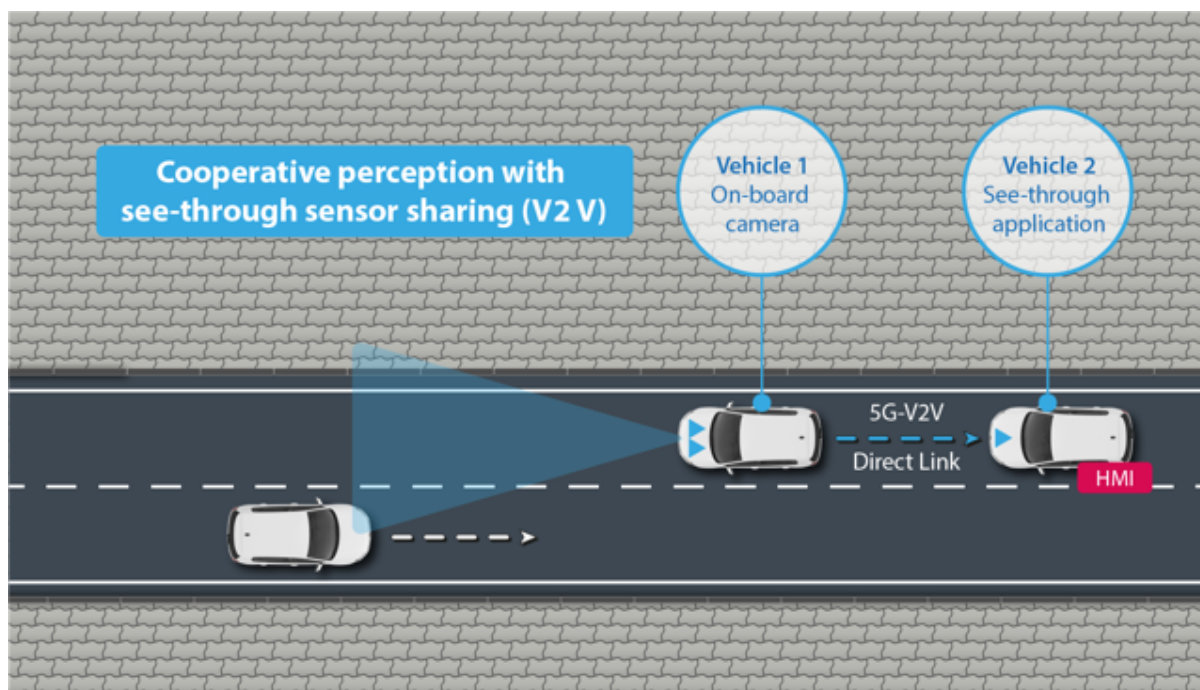 Cooperative perception with
see-through sensor sharing (V2 V)
Vehicle 1
On-board
camera
Vehicle 2
See-through
application
5G-V2V
Direct Link
HMI